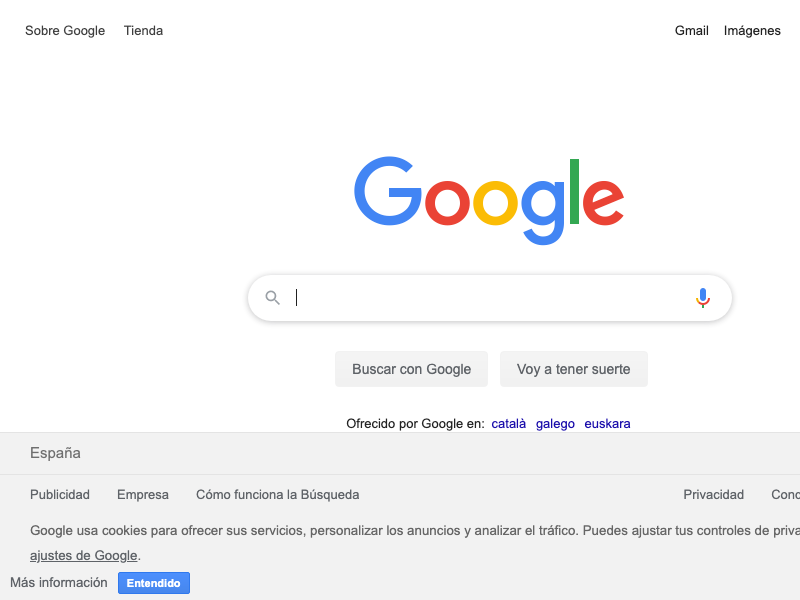 Sobre Google Tienda Gmail Imágenes
Google
Buscar con Google Voy a tener suerte
Ofrecido por Google en: català galego euskara
España
Publicidad Empresa Cómo funciona la Búsqueda Privacidad Cond
Google usa cookies para ofrecer sus servicios, personalizar los anuncios y analizar el tráfico. Puedes ajustar tus controles de priva
ajustes de Google.
Más información Entendido